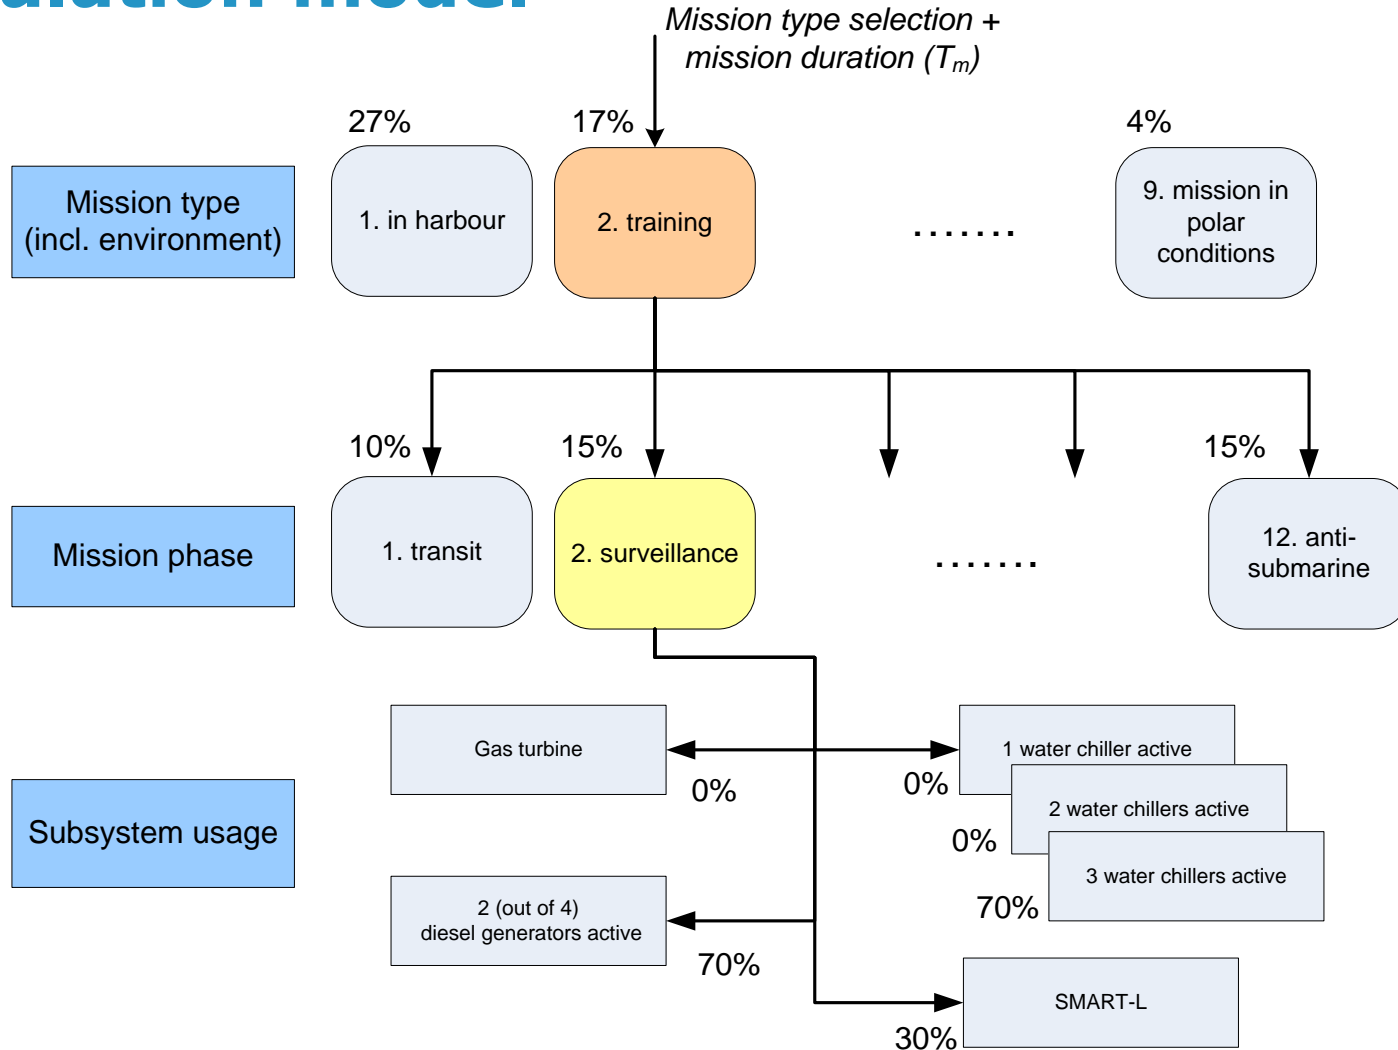 Mission type selection +
mission duration (Tm)
27%
17%
4%
Mission type
(incl. environment)
1. in harbour
2. training
.......
9. mission in
polar
conditions
10%
15%
15%
Mission phase
1. transit
2. surveillance
.......
12. anti-
submarine
Subsystem usage
Gas turbine
0%
1 water chiller active
0%
2 water chillers active
0%
3 water chillers active
70%
2 (out of 4)
diesel generators active
70%
SMART-L
30%